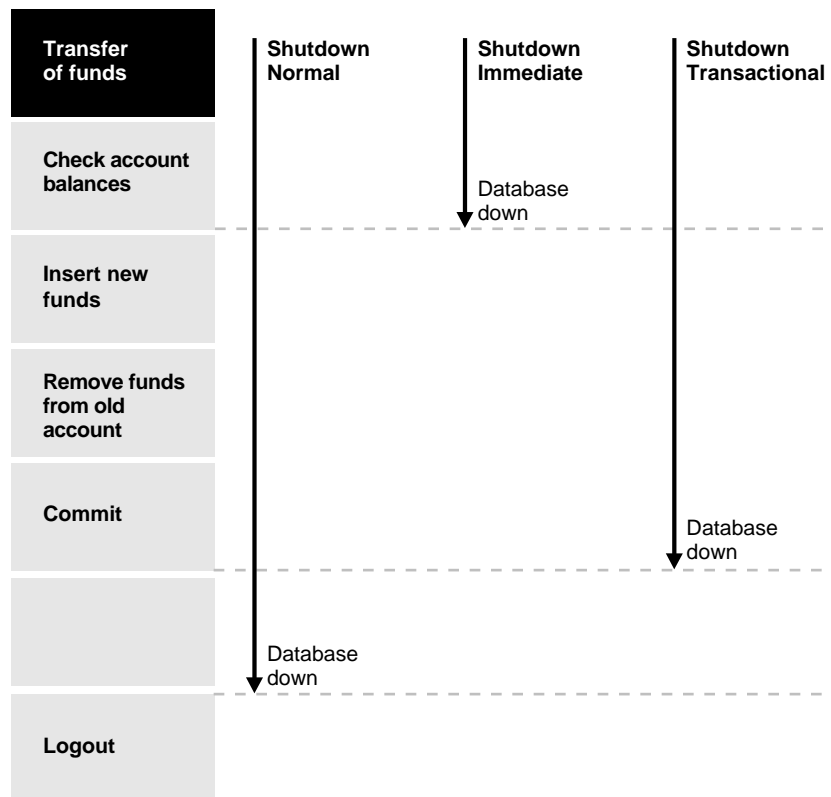 Transfer
of funds
Shutdown
Normal
Shutdown
Immediate
Shutdown
Transactional
Check account
balances
Database
down
Insert new
funds
Remove funds
from old
account
Commit
Database
down
Database
down
Logout